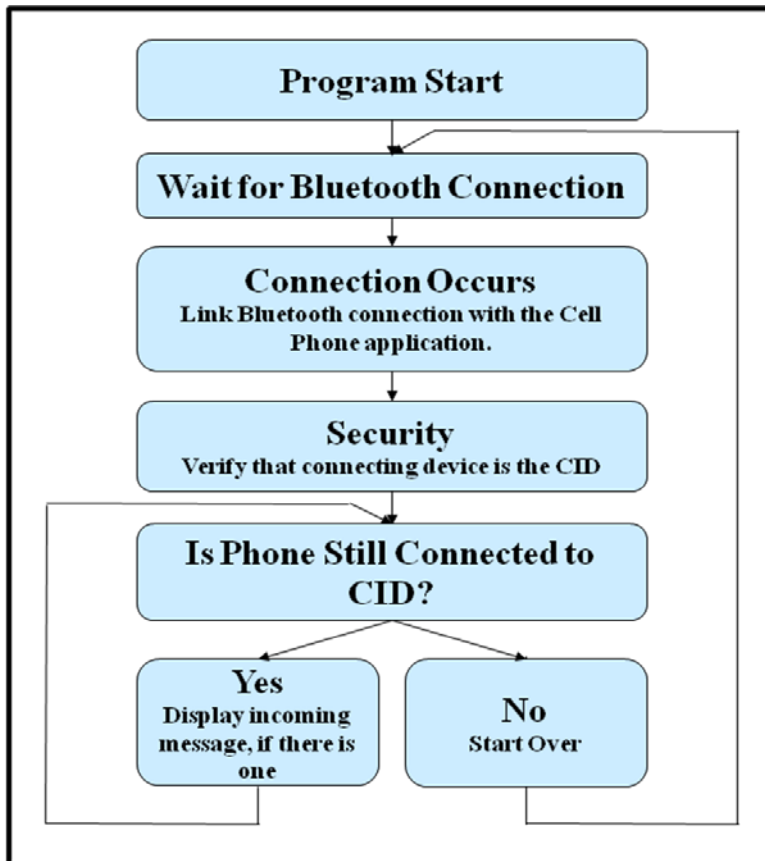 Program Start
Wait for Bluetooth Connection
Connection Occurs
Link Bluetooth connection with the Cell
Phone application.
Security
Verify that connecting device is the CID
Is Phone Still Connected to
CID?
Yes
Display incoming
message, if there is
one
No
Start Over